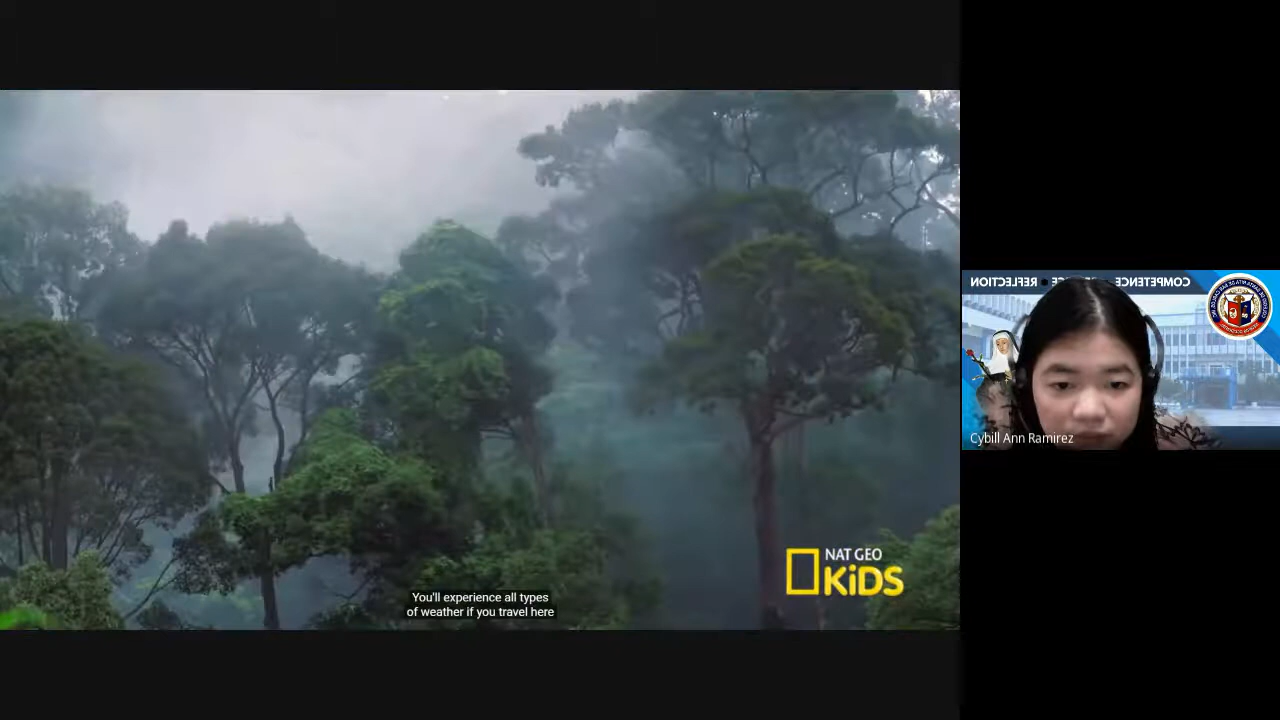 You'll experience all types
of weather if you travel here
NAT GEO
KiDS
COMPETENCE
REFLECTION
Cybill Ann Ramirez